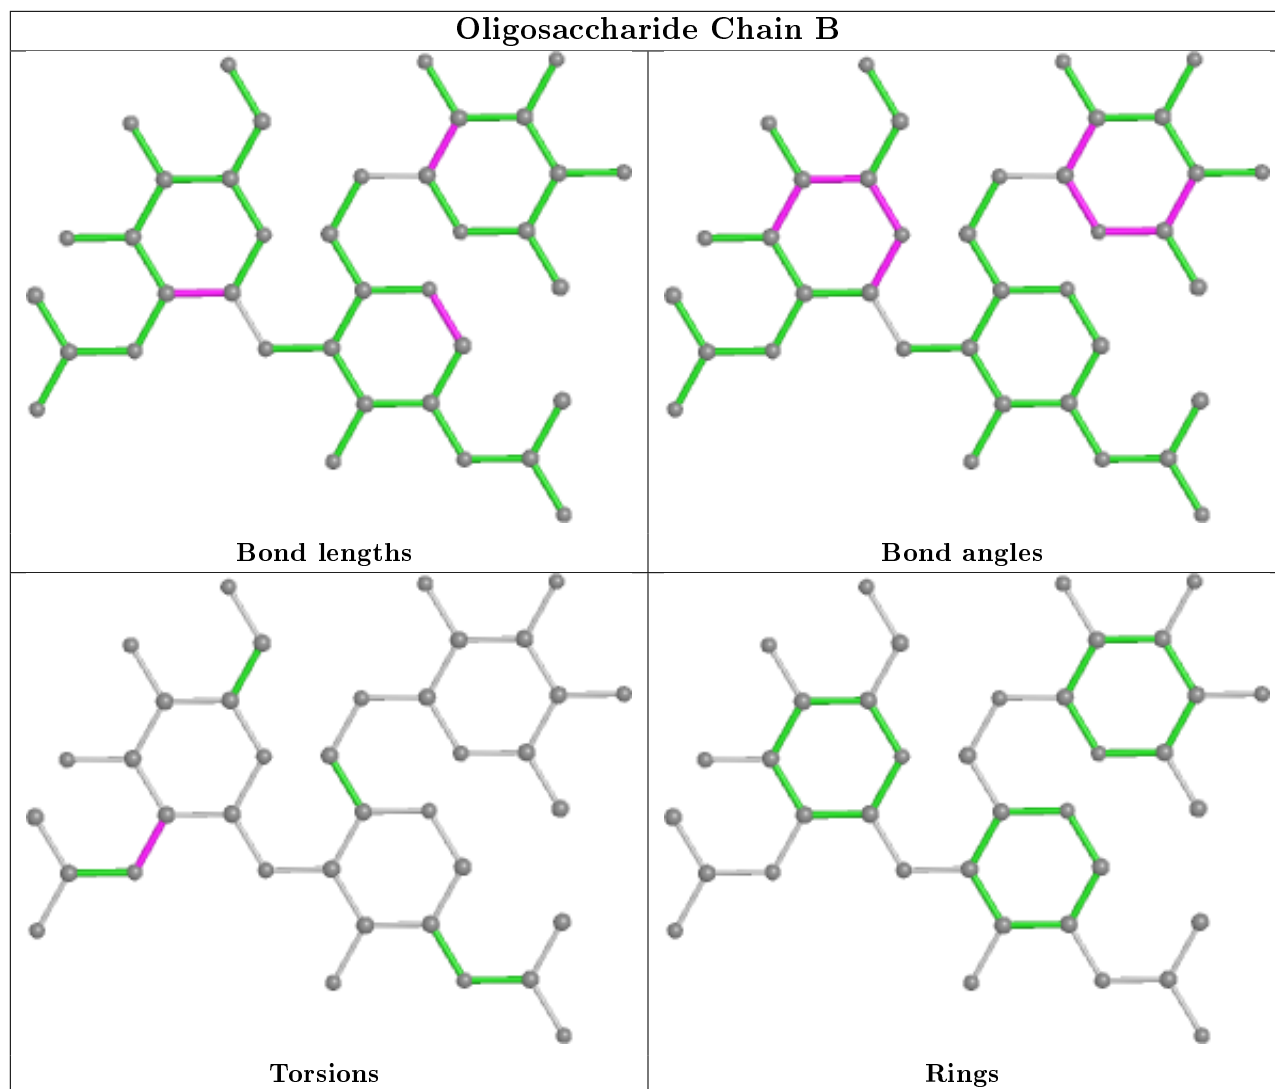 Oligosaccharide Chain B
Bond lengths
Bond angles
Torsions
Rings